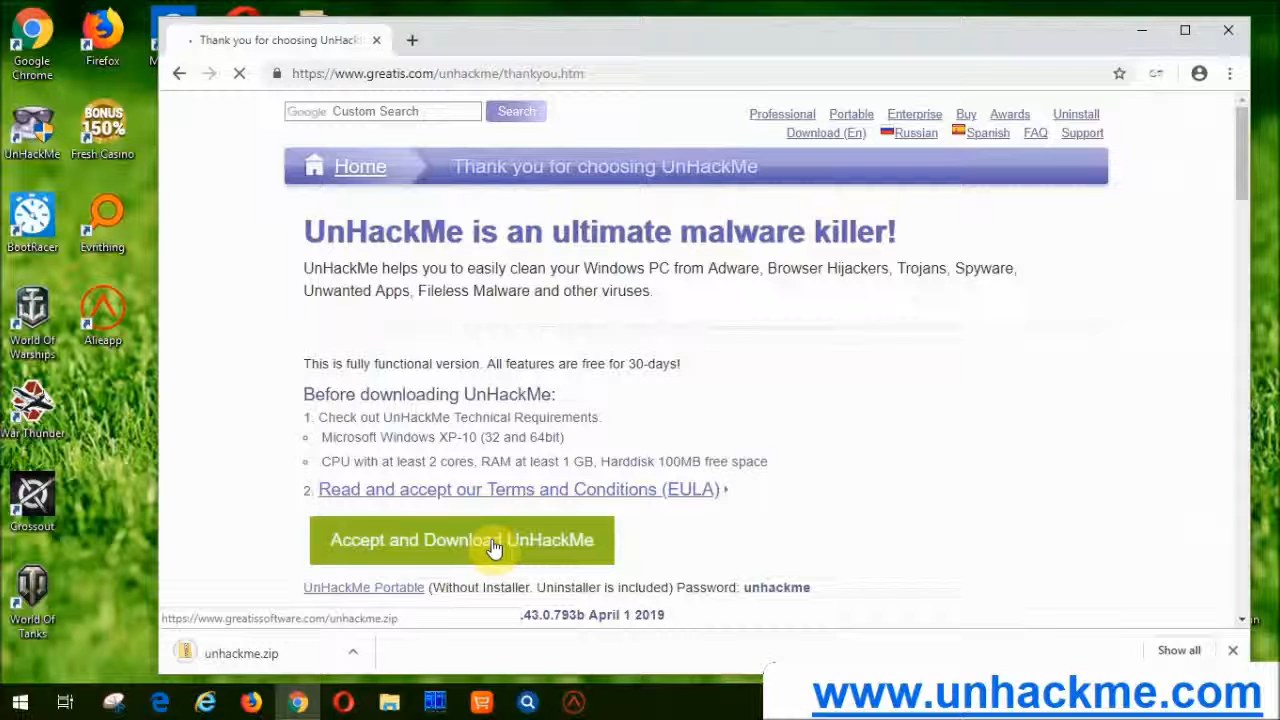 Google Chrome
Firefox
UnHackMe
BONUS 150%
Fresh Casino
BootRacer
Evrithing
World Of Warships
Alieapp
War Thunder
Crossout
World Of Tanks
Thank you for choosing UnHack
https://www.greatis.com/unhackme/thankyou.htm
Google Custom Search
Search
Professional Portable Enterprise Buy Awards Uninstall
Download (En) Russian Spanish FAQ Support
Home
Thank you for choosing UnHackMe
UnHackMe is an ultimate malware killer!
UnHackMe helps you to easily clean your Windows PC from Adware, Browser Hijackers, Trojans, Spyware,
Unwanted Apps, Fileless Malware and other viruses.
This is fully functional version. All features are free for 30-days!
Before downloading UnHackMe:
1. Check out UnHackMe Technical Requirements.
Microsoft Windows XP-10 (32 and 64bit)
CPU with at least 2 cores, RAM at least 1 GB, Harddisk 100MB free space
2. Read and accept our Terms and Conditions (EULA)
Accept and Download UnHackMe
UnHackMe Portable (Without Installer. Uninstaller is included) Password: unhackme
https://www.greatissoftware.com/unhackme.zip
.43.0.793b April 1 2019
unhackme.zip
Show all
www.unhackme.com